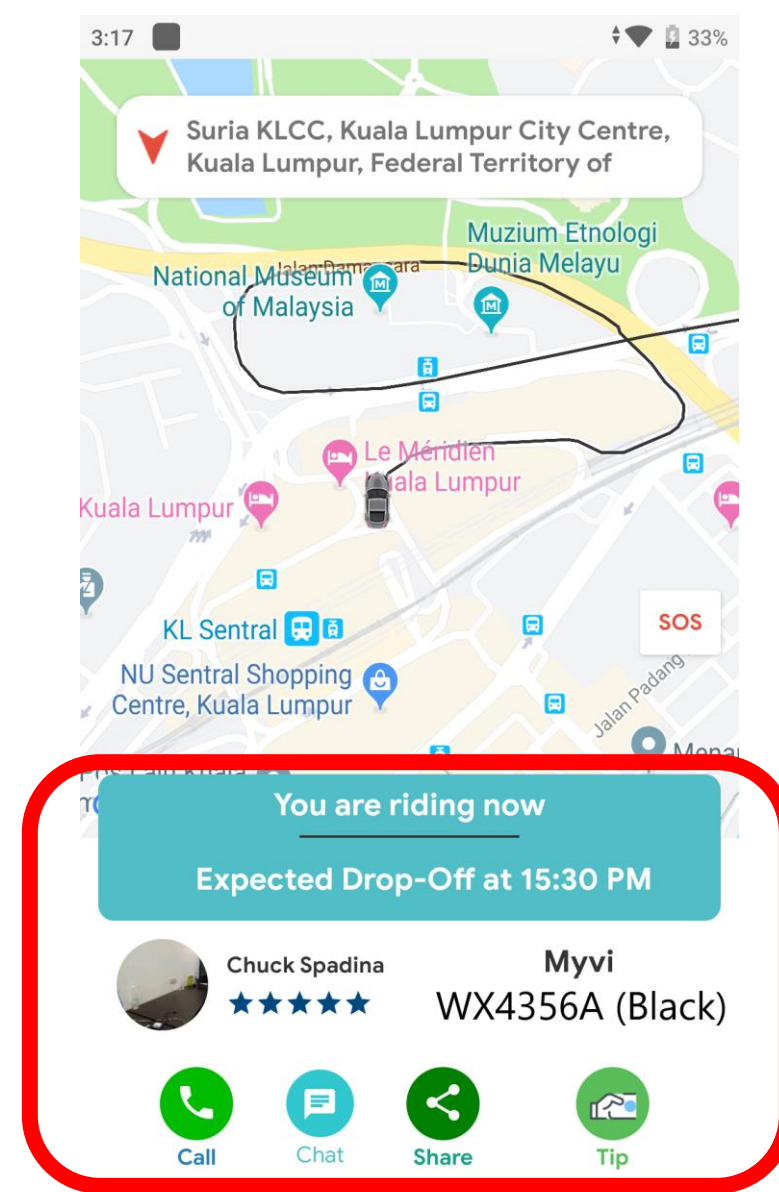 3:17
33%
Suria KLCC, Kuala Lumpur City Centre,
Kuala Lumpur, Federal Territory of
Muzium Etnologi
Dunia Melayu
National Museum
of Malaysia
Le Méridien
Kuala Lumpur
Kuala Lumpur
SOS
KL Sentral
NU Sentral Shopping
Centre, Kuala Lumpur
Jalan Padang
Menar
You are riding now
Expected Drop-Off at 15:30 PM
Chuck Spadina
Myvi
WX4356A (Black)
Call
Chat
Share
Tip